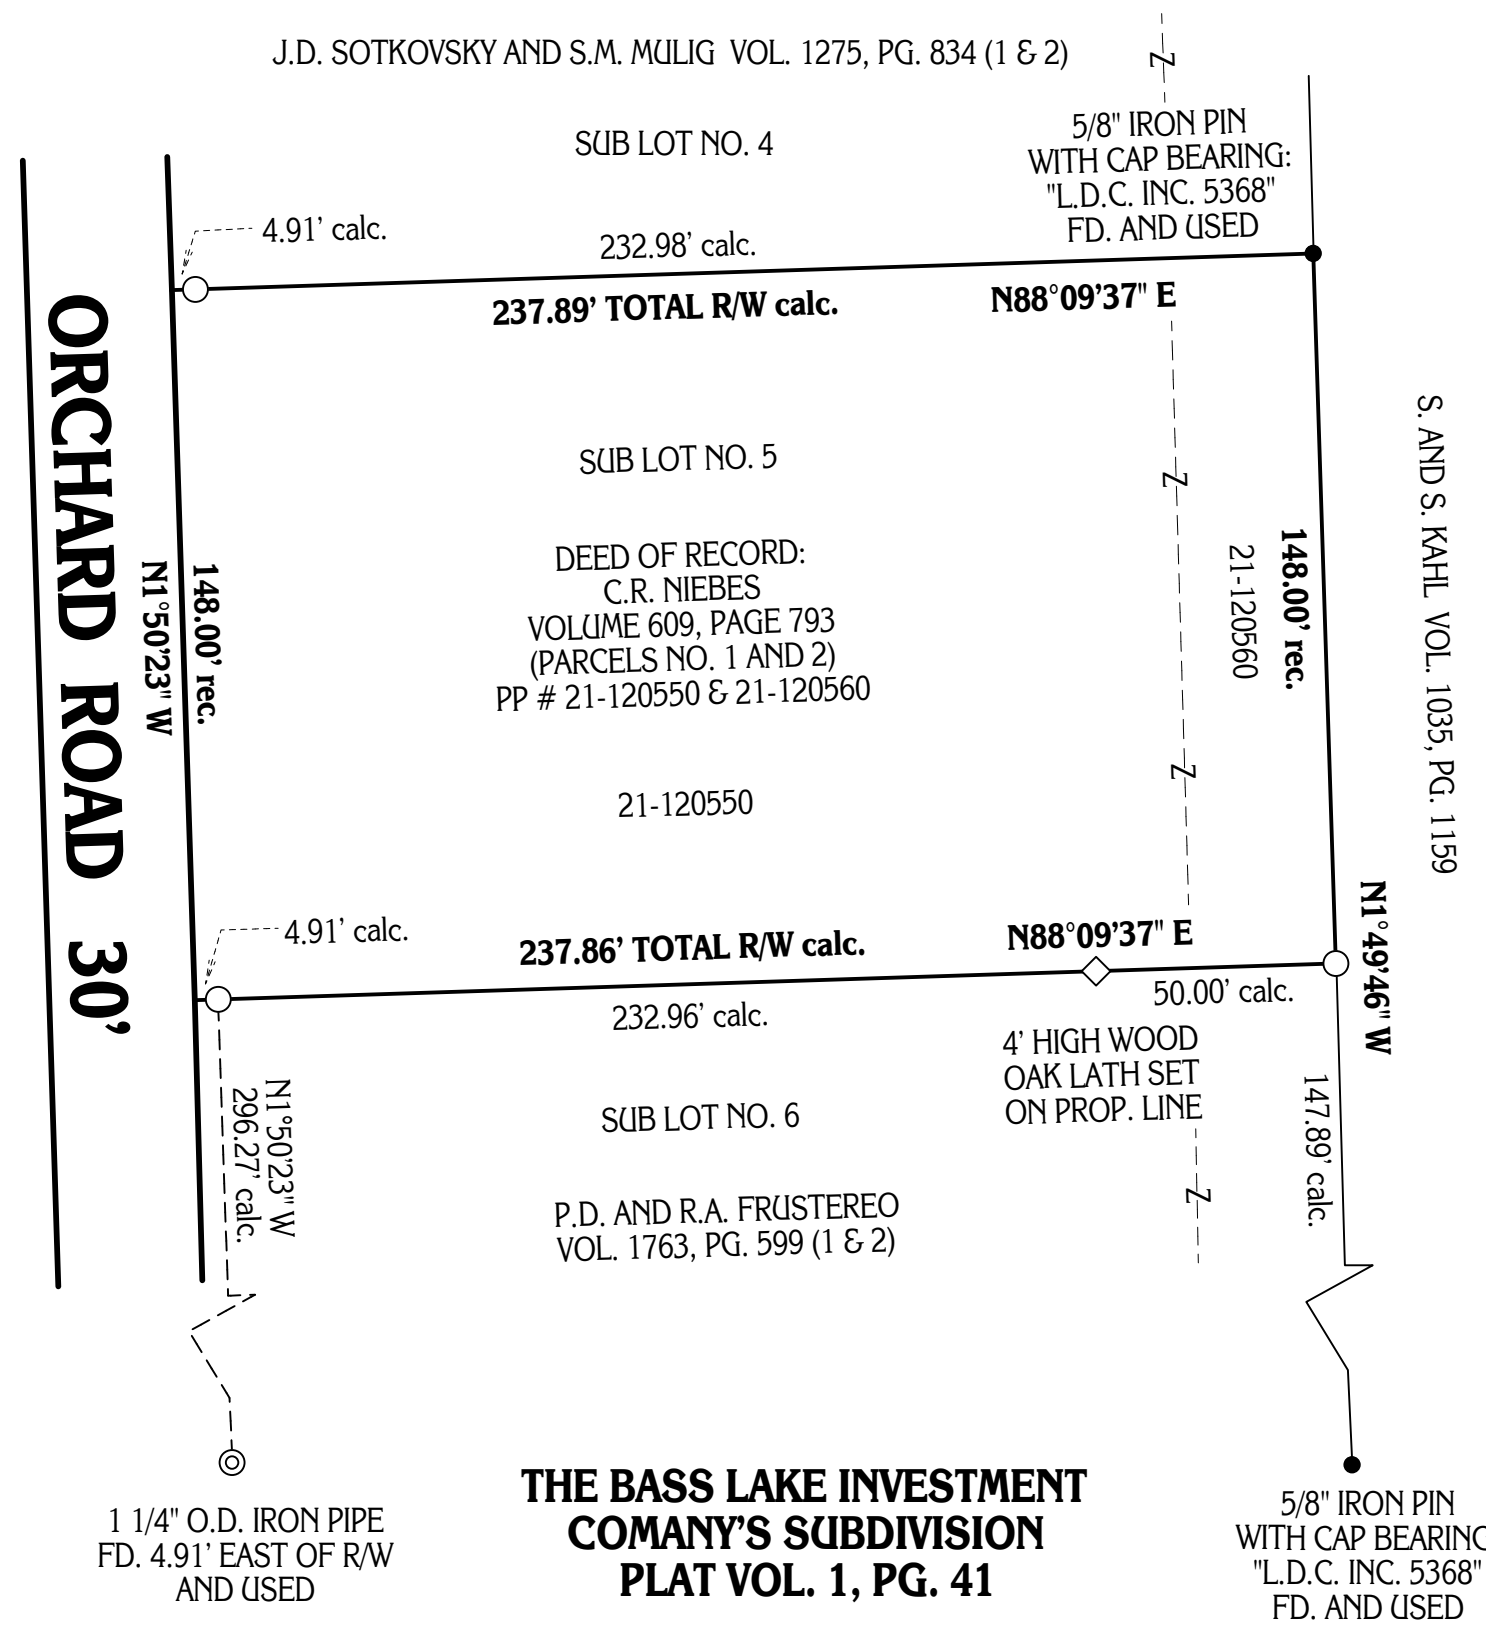 J.D. SOTKOVSKY AND S.M. MULIG VOL. 1275, PG. 834 (1 & 2)
Z
SUB LOT NO. 4
5/8" IRON PIN
WITH CAP BEARING:
"L.D.C. INC. 5368"
FD. AND USED
4.91' calc.
232.98' calc.
237.89' TOTAL R/W calc.
N88°09'37" E
ORCHARD ROAD 30'
N1°50'23" W
148.00' rec.
SUB LOT NO. 5
Z
DEED OF RECORD:
C.R. NIEBES
VOLUME 609, PAGE 793
(PARCELS NO. 1 AND 2)
PP # 21-120550 & 21-120560
21-120560
148.00' rec.
S. AND S. KAHL VOL. 1035, PG. 1159
Z
21-120550
4.91' calc.
237.86' TOTAL R/W calc.
N88°09'37" E
N1°49'46" W
232.96' calc.
50.00' calc.
4' HIGH WOOD
OAK LATH SET
ON PROP. LINE
N1°50'23" W
296.27' calc.
SUB LOT NO. 6
147.89' calc.
Z
P.D. AND R.A. FRUSTEREO
VOL. 1763, PG. 599 (1 & 2)
1 1/4" O.D. IRON PIPE
FD. 4.91' EAST OF R/W
AND USED
THE BASS LAKE INVESTMENT
COMANY'S SUBDIVISION
PLAT VOL. 1, PG. 41
5/8" IRON PIN
WITH CAP BEARING
"L.D.C. INC. 5368"
FD. AND USED